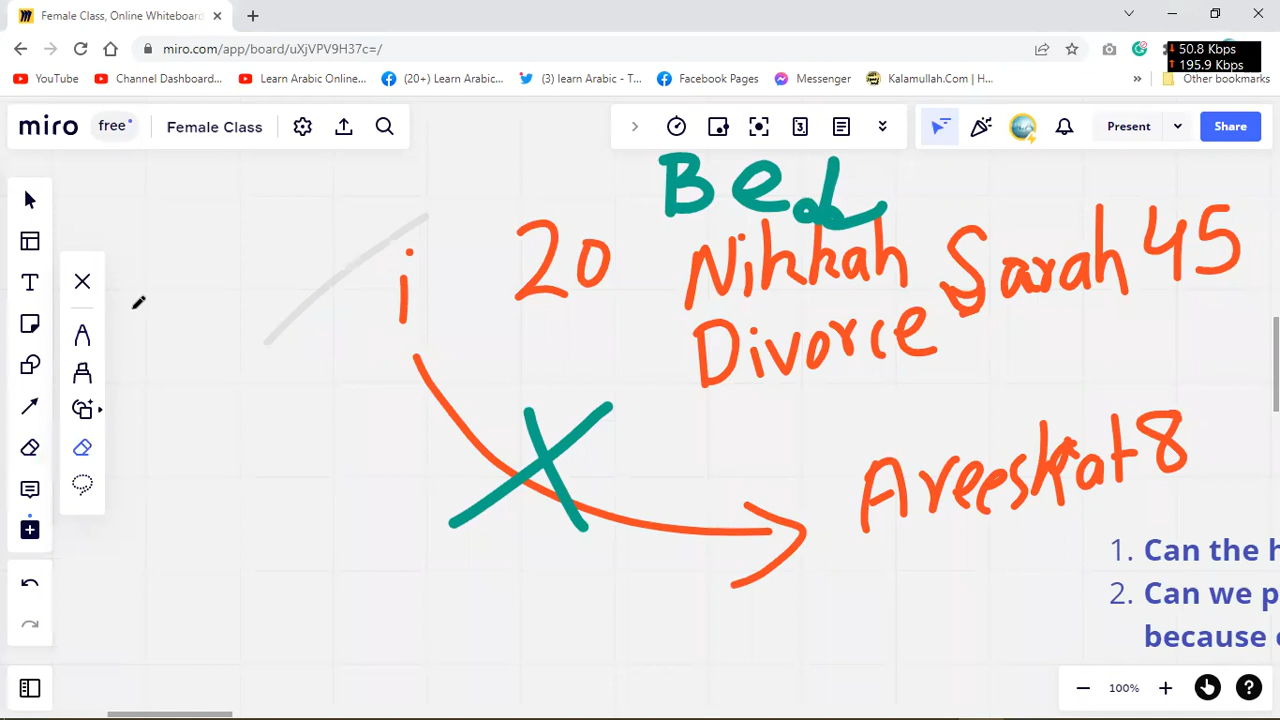 Female Class, Online Whiteboard
miro.com/app/board/uXjVPV9H37c=/
50.8 Kbps
195.9 Kbps
YouTube
Channel Dashboard...
Learn Arabic Online...
(20+) Learn Arabic...
(3) learn Arabic - T...
Facebook Pages
Messenger
Kalamullah.Com | H...
»
Other bookmarks
miro
free
Female Class
3
Present
Share
Bed
i 20 Nikkah Sarah 45
Divorce
Areeshat 8
1. Can the h
2. Can we p
because
100%
?